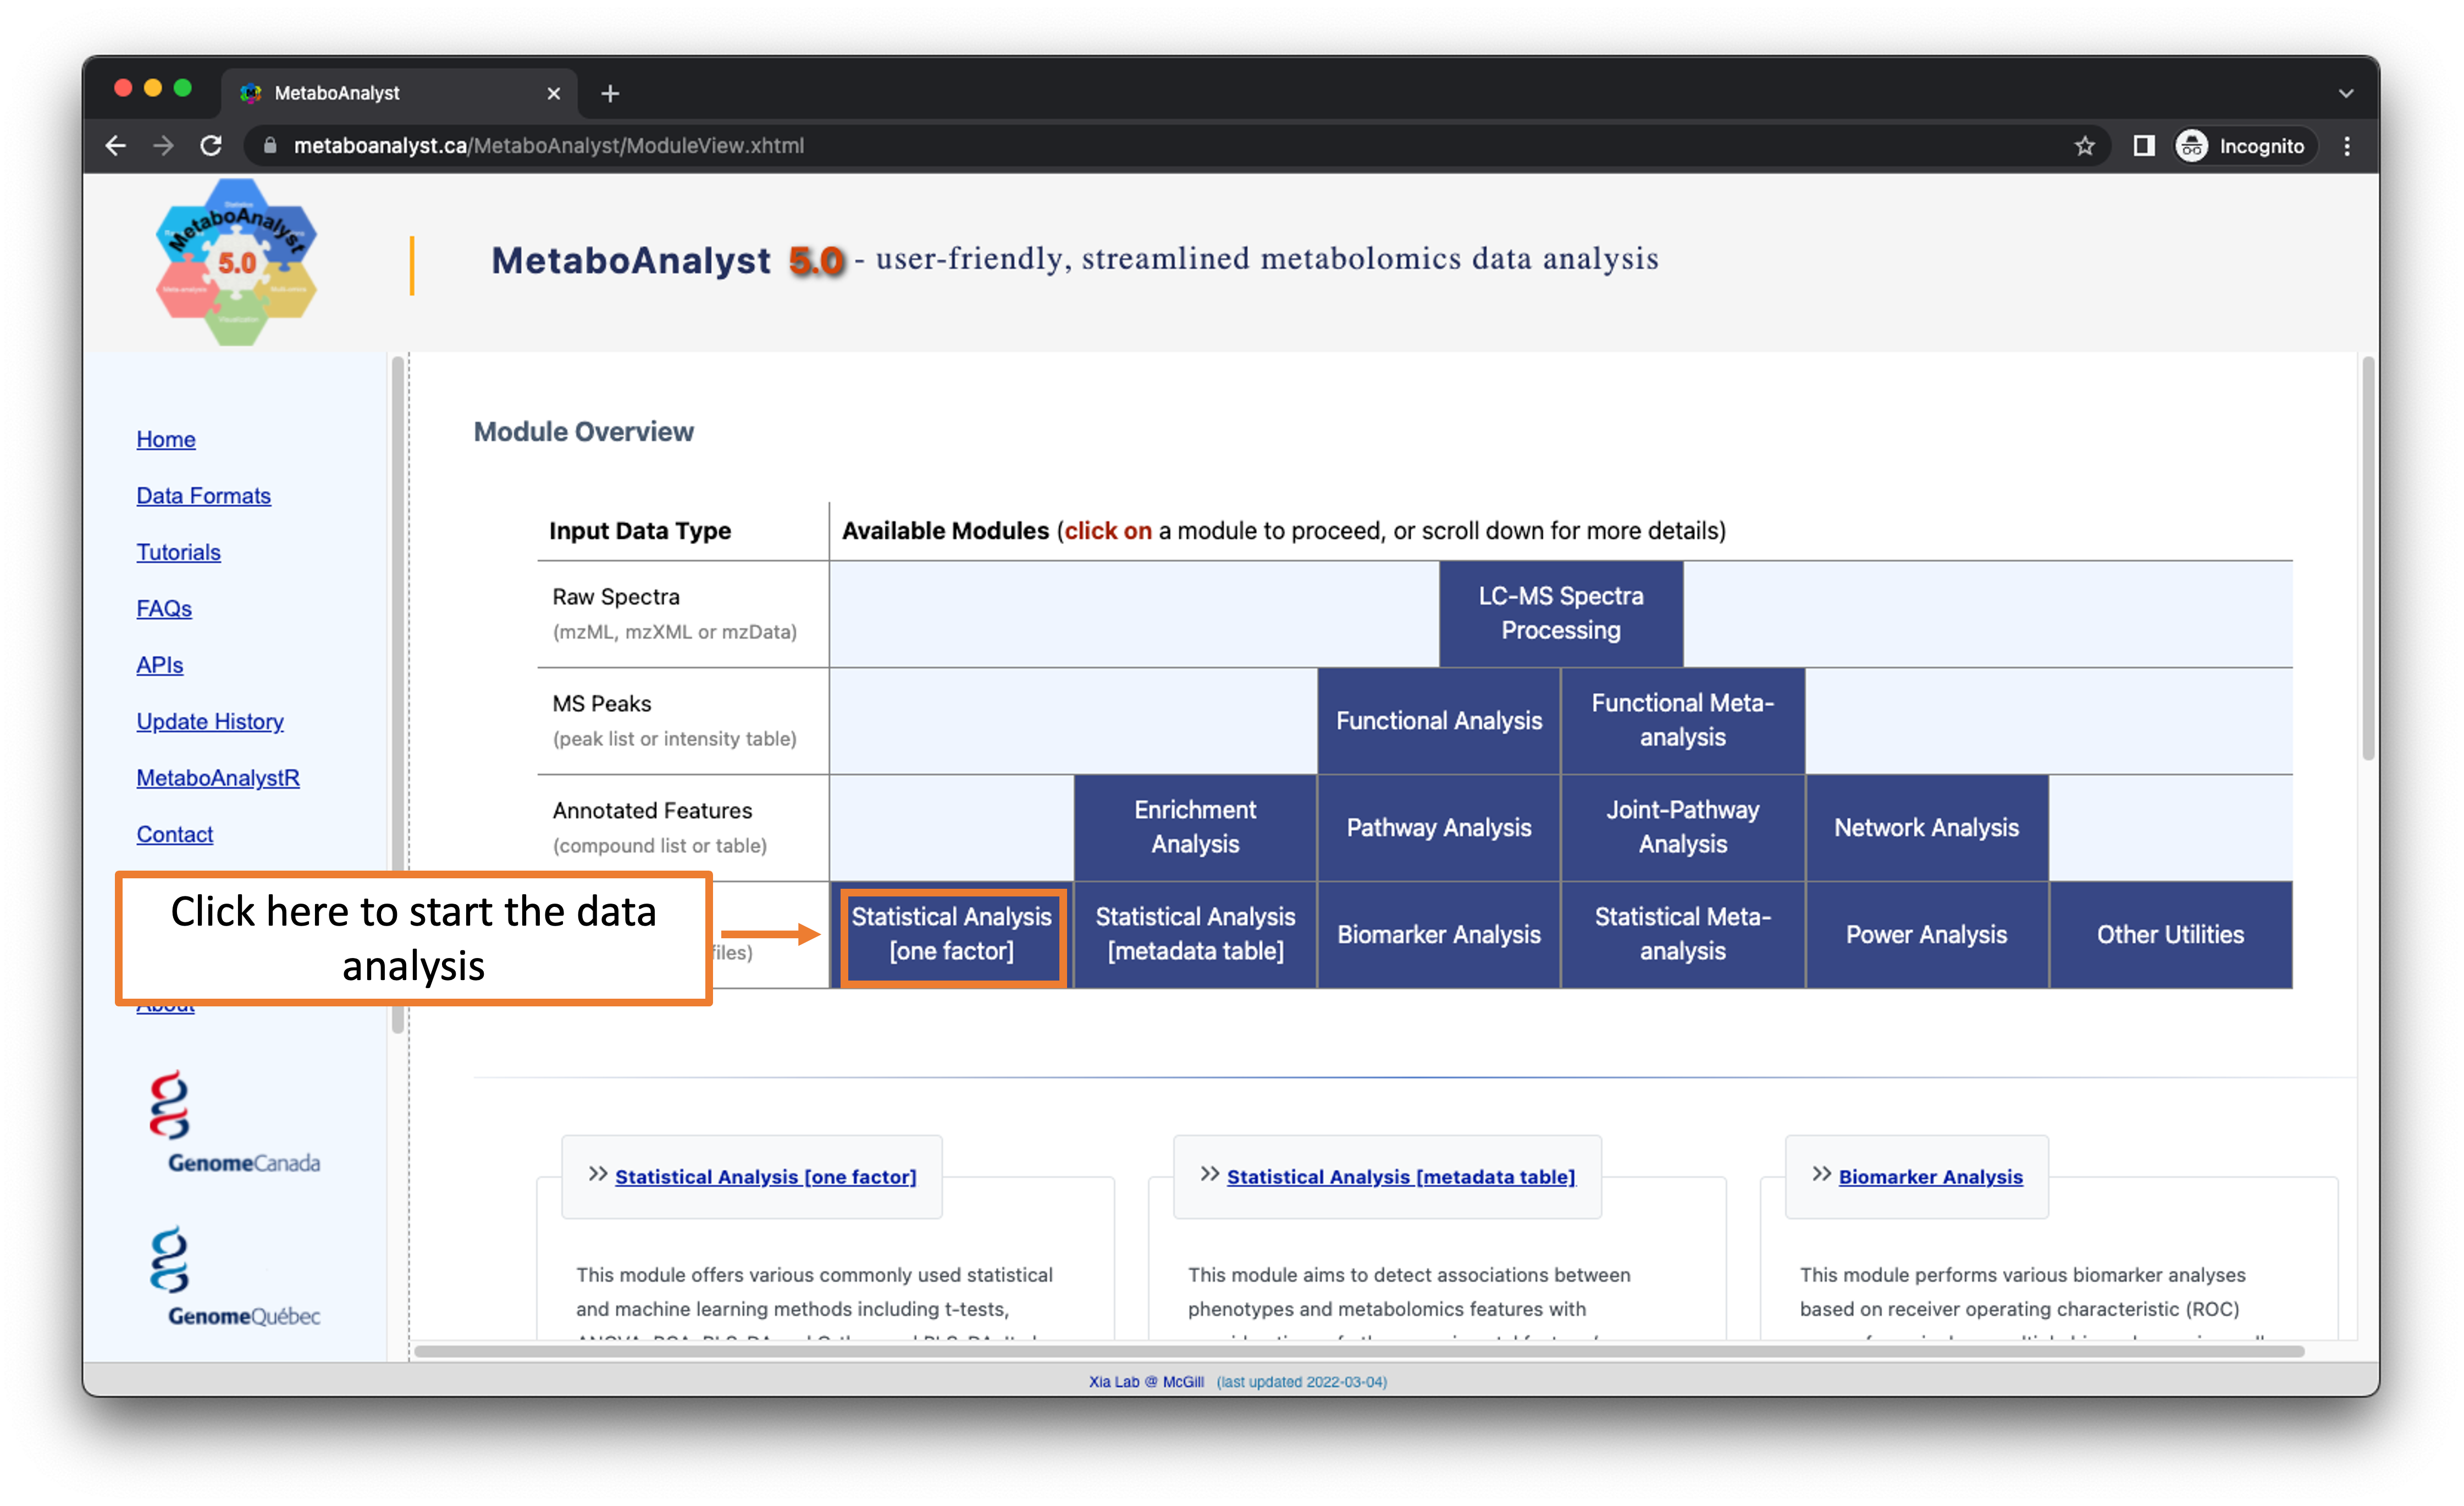 MetaboAnalyst
metaboanalyst.ca/MetaboAnalyst/ModuleView.xhtml
Incognito
MetaboAnalyst
5.0
Meta-analysis
Visualization
MetaboAnalyst 5.0 - user-friendly, streamlined metabolomics data analysis
Home
Data Formats
Tutorials
FAQs
APIs
Update History
MetaboAnalystR
Contact
About
GenomeCanada
GenomeQuébec
Module Overview
Input Data Type
Available Modules (click on a module to proceed, or scroll down for more details)
Raw Spectra
(mzML, mzXML or mzData)
LC-MS Spectra
Processing
MS Peaks
(peak list or intensity table)
Functional Analysis
Functional Meta-
analysis
Annotated Features
(compound list or table)
Enrichment
Analysis
Pathway Analysis
Joint-Pathway
Analysis
Network Analysis
Click here to start the data
analysis
files)
Statistical Analysis
[one factor]
Statistical Analysis
[metadata table]
Biomarker Analysis
Statistical Meta-
analysis
Power Analysis
Other Utilities
>> Statistical Analysis [one factor]
This module offers various commonly used statistical
and machine learning methods including t-tests,
>> Statistical Analysis [metadata table]
This module aims to detect associations between
phenotypes and metabolomics features with
>> Biomarker Analysis
This module performs various biomarker analyses
based on receiver operating characteristic (ROC)
Xia Lab @ McGill (last updated 2022-03-04)